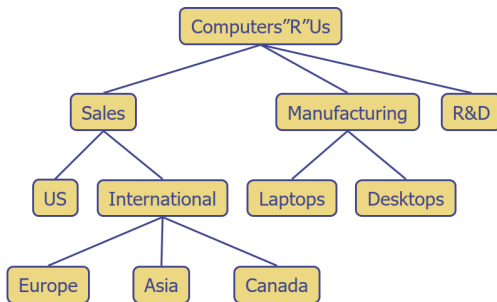 Computers”R”Us
Sales
Manufacturing
R&D
US
International
Laptops
Desktops
Europe
Asia
Canada